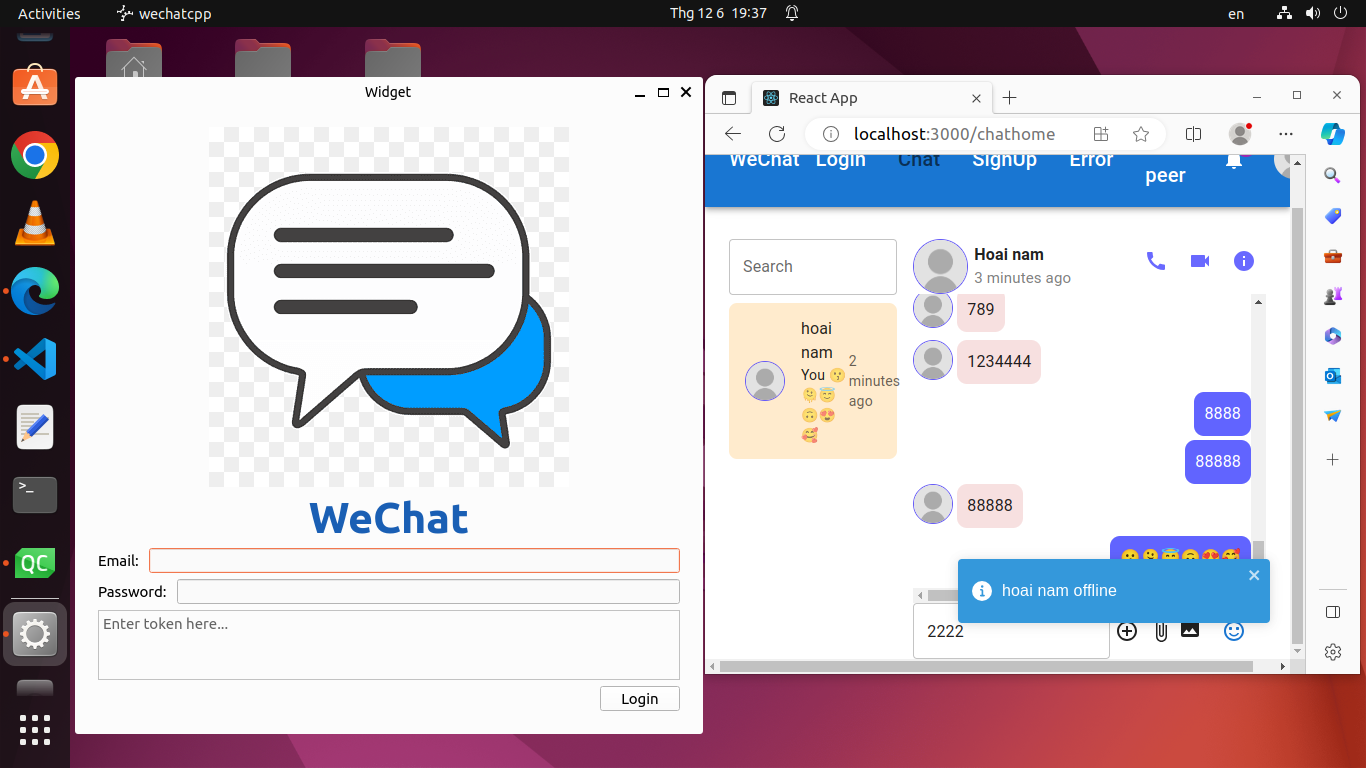 Activities
wechatcpp
Thg 12 6 19:37
en
Widget
WeChat
Email:
Password:
Enter token here...
Login
>_
QC
React App
localhost:3000/chathome
WeChat
Login
Chat
SignUp
Error
peer
Search
hoai
nam
You 😗
🫠😇
🙃😍
🥰
2
minutes
ago
Hoai nam
3 minutes ago
789
1234444
8888
88888
88888
hoai nam offline
2222